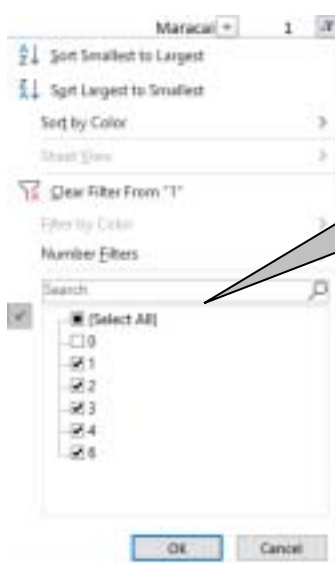 Maracai 1
Sort Smallest to Largest
Sort Largest to Smallest
Sort by Color
Sheet View
Clear Filter From "1"
Filter by Color
Number Filters
Search
(Select All)
0
1
2
3
4
6
OK Cancel